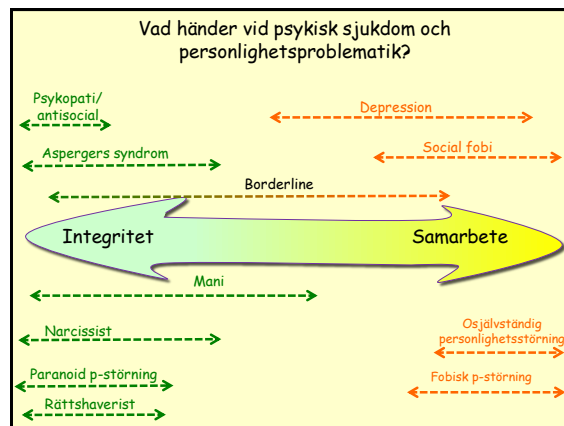 Vad händer vid psykisk sjukdom och
personlighetsproblematik?
Psykopati/
antisocial
Depression
Aspergers syndrom
Social fobi
Borderline
Integritet
Samarbete
Mani
Narcissist
Osjälvständig
personlighetsstörning
Paranoid p-störning
Fobisk p-störning
Rättshaverist